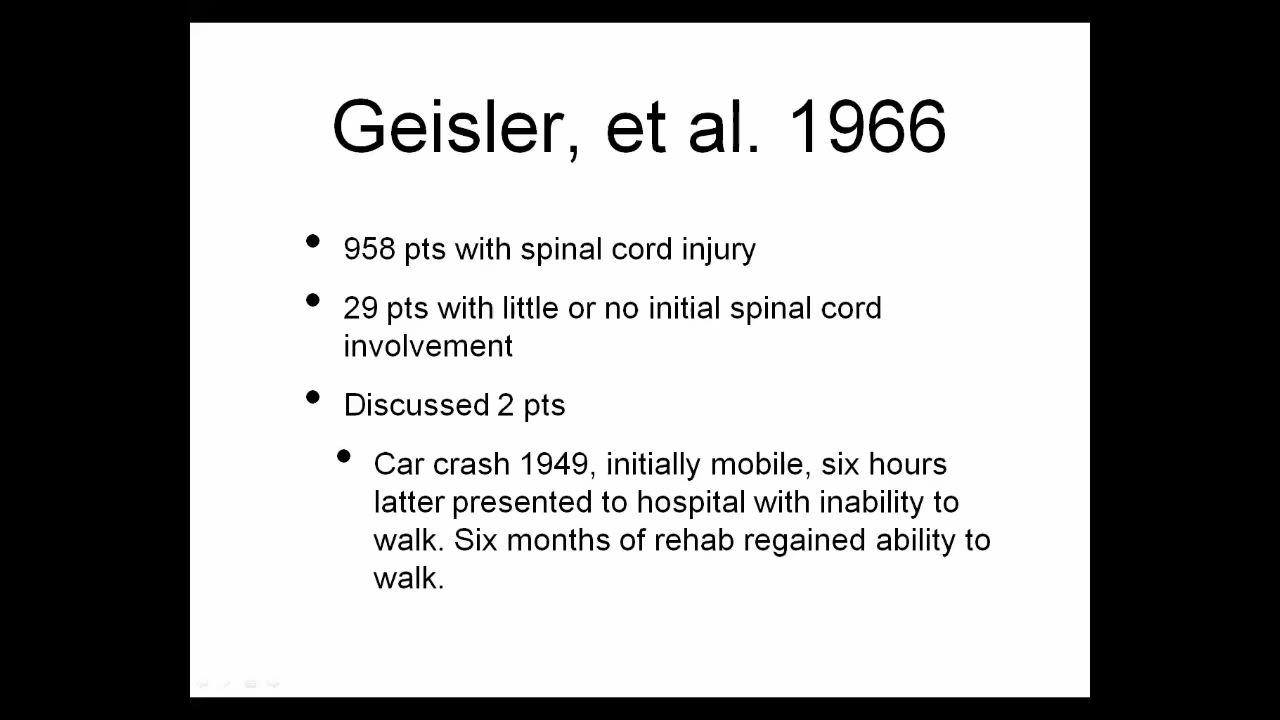 Geisler, et al. 1966
• 958 pts with spinal cord injury
• 29 pts with little or no initial spinal cord
involvement
• Discussed 2 pts
• Car crash 1949, initially mobile, six hours
latter presented to hospital with inability to
walk. Six months of rehab regained ability to
walk.